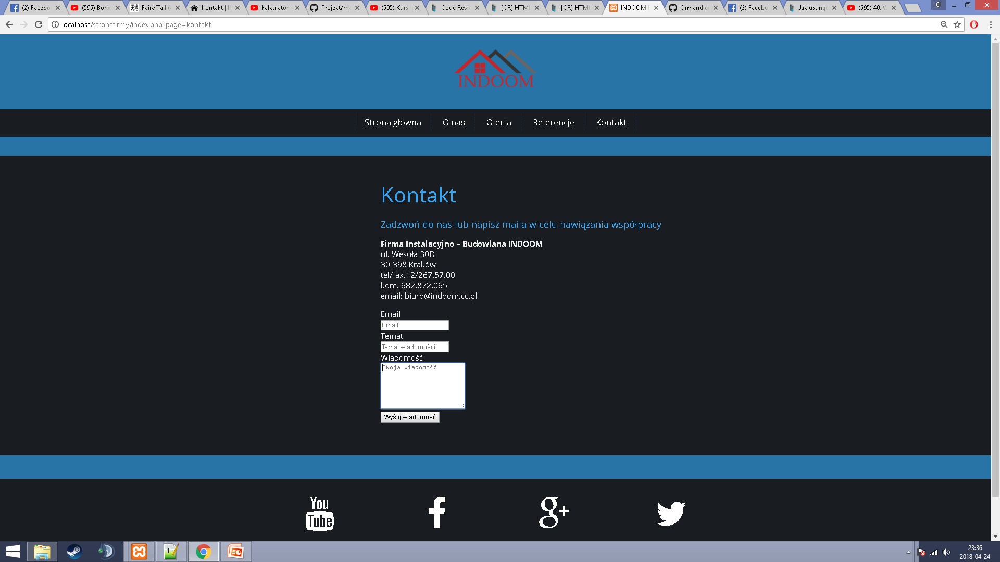 (2) Facebo
(595) Borix
Fairy Tail (
Kontakt | I
kalkulator
Projekt/m
(595) Kurs
Code Revi
[CR] HTM
[CR] HTM
INDOOM
Ormandie
(2) Facebo
Jak usuną
(595) 40. W
O
localhost/stronafirmy/index.php?page=kontakt
INDOOM
Strona główna
O nas
Oferta
Referencje
Kontakt
Kontakt
Zadzwoń do nas lub napisz maila w celu nawiązania współpracy
Firma Instalacyjno – Budowlana INDOOM
ul. Wesoła 30D
30-398 Kraków
tel/fax.12/267.57.00
kom. 682.872.065
email: biuro@indoom.cc.pl
Email
Email
Temat
Temat wiadomości
Wiadomość
Twoja wiadomość
Wyślij wiadomość
You
Tube
23:36
2018-04-24